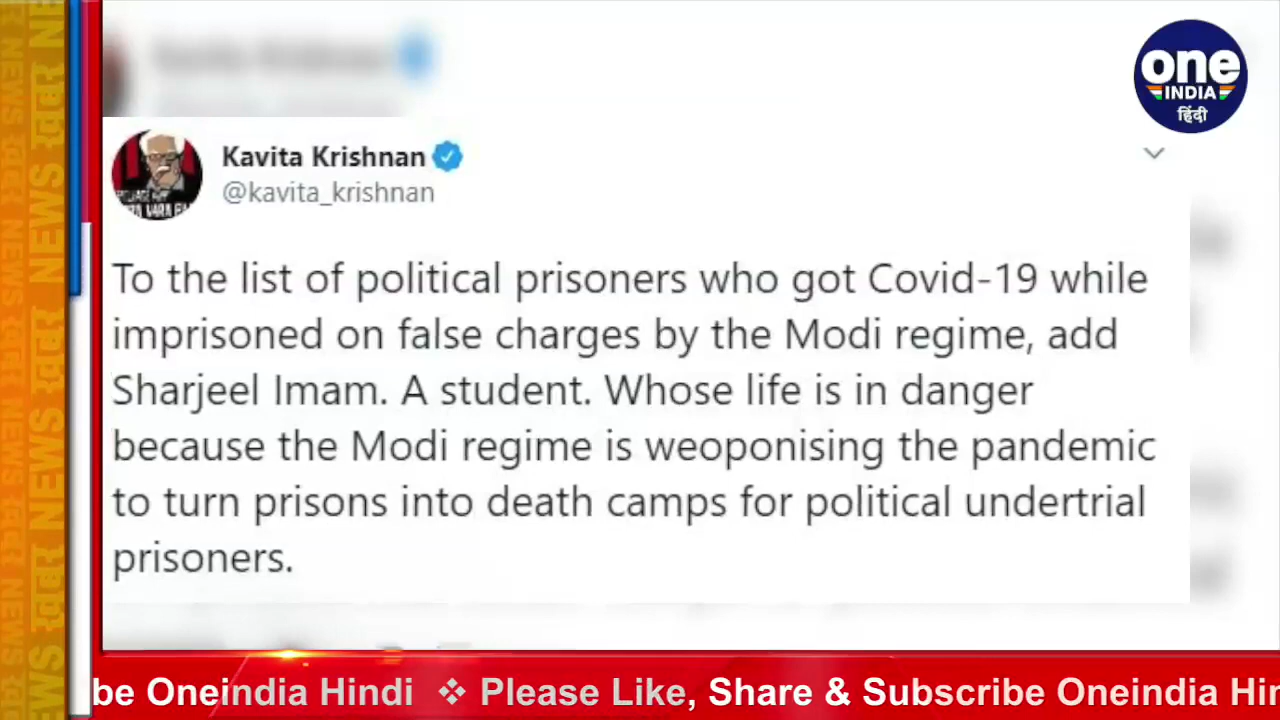 one
INDIA
हिंदी
Kavita Krishnan
@kavita_krishnan
To the list of political prisoners who got Covid-19 while
imprisoned on false charges by the Modi regime, add
Sharjeel Imam. A student. Whose life is in danger
because the Modi regime is weoponising the pandemic
to turn prisons into death camps for political undertrial
prisoners.
NEWS खबर NEWS
be Oneindia Hindi ❖ Please Like, Share & Subscribe Oneindia Hin